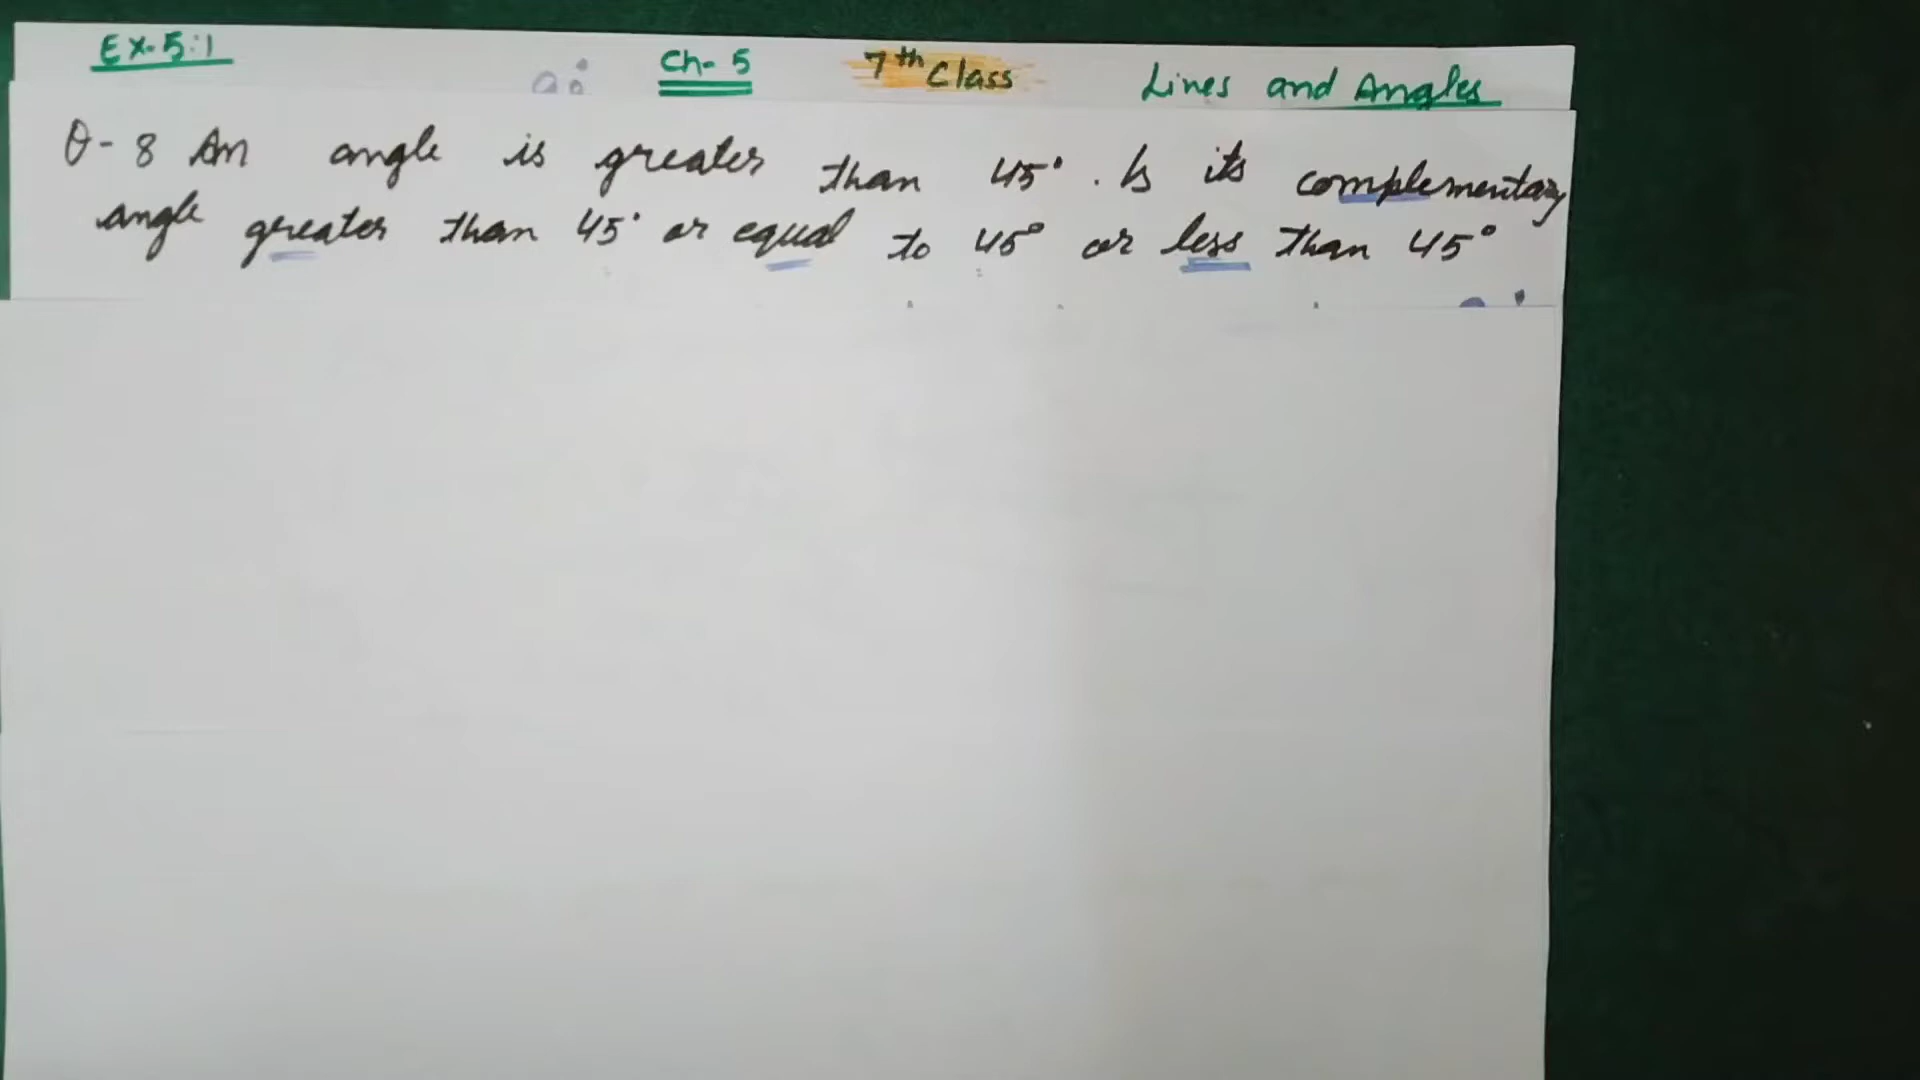 Ex-5:1 Ch-5 7th Class Lines and Angles
Q-8 An angle is greater than 45°. Is its complementary
angle greater than 45° or equal to 45° or less than 45°